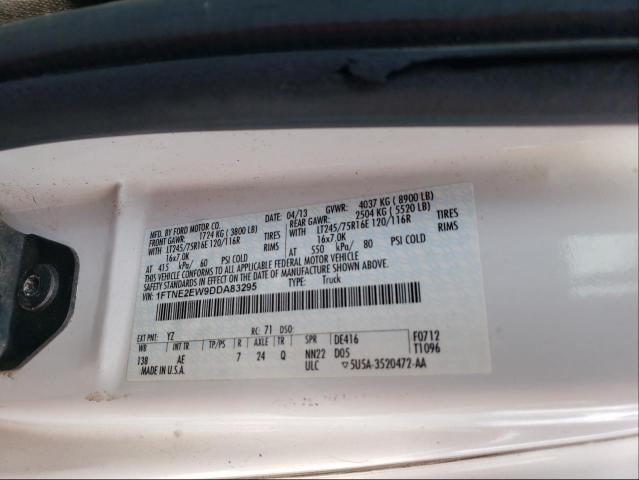 MFD. BY FORD MOTOR CO.
DATE: 04/13 GVWR: 4037 KG ( 8900 LB)
FRONT GAWR: 1724 KG ( 3800 LB) REAR GAWR: 2504 KG ( 5520 LB)
LT245/75R16E 120/116R TIRES LT245/75R16E 120/116R TIRES
16x7.0K RIMS 16x7.0K RIMS
AT 415 kPa/ 60 PSI COLD AT 550 kPa/ 80 PSI COLD
THIS VEHICLE CONFORMS TO ALL APPLICABLE FEDERAL MOTOR VEHICLE
SAFETY STANDARDS IN EFFECT ON THE DATE OF MANUFACTURE SHOWN ABOVE.
VIN: 1FTNE2EW9DDA83295 TYPE: Truck
EXT PNT: YZ RC: 71 DSO:
WB INT TR TP/PS R AXLE TR SPR DE416 F0712
138 AE 7 24 Q NN22 D05 T1096
MADE IN U.S.A. ULC 5U5A-3520472-AA